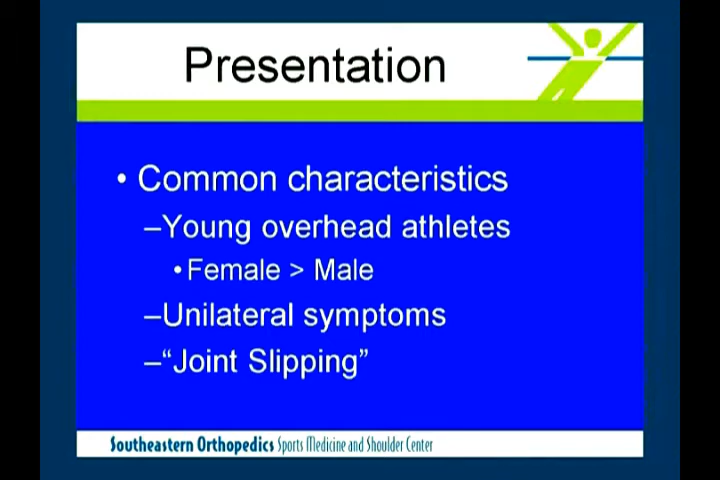 Presentation
• Common characteristics
–Young overhead athletes
•Female > Male
–Unilateral symptoms
–“Joint Slipping”
Southeastern Orthopedics Sports Medicine and Shoulder Center